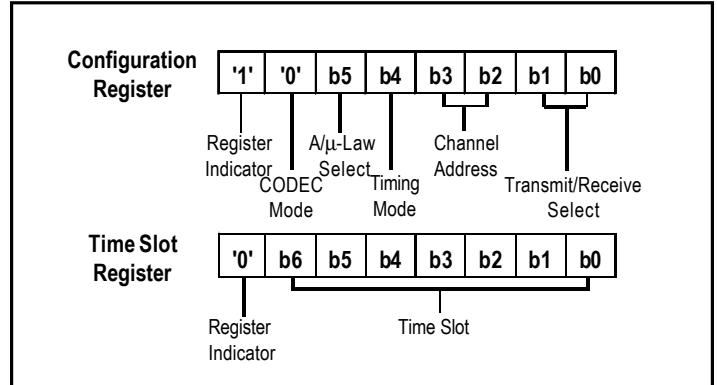 Configuration
Register
'1' '0' b5 b4 b3 b2 b1 b0
Register
Indicator
CODEC
Mode
A/μ-Law
Select
Timing
Mode
Channel
Address
Transmit/Receive
Select
Time Slot
Register
'0' b6 b5 b4 b3 b2 b1 b0
Register
Indicator
Time Slot